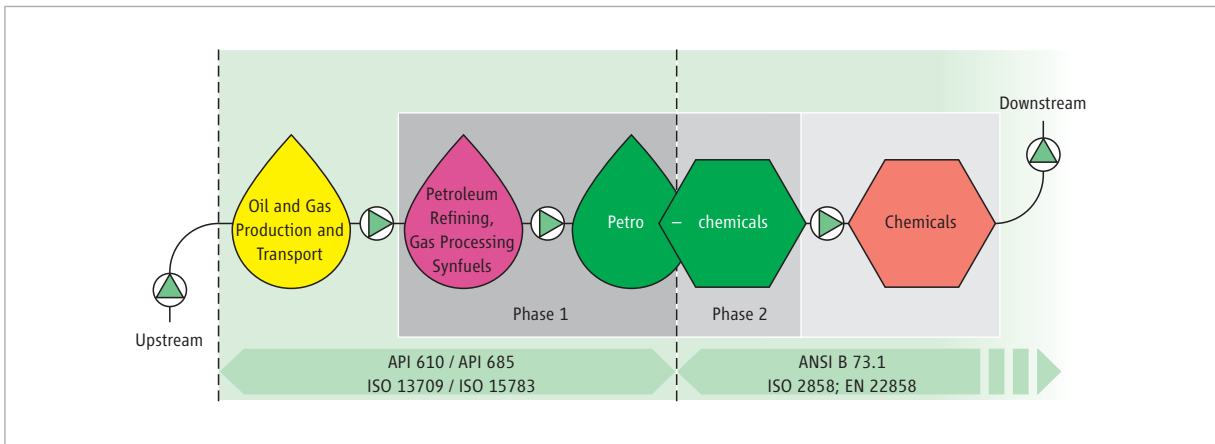 Downstream
Oil and Gas
Production and
Transport
Petroleum
Refining,
Gas Processing
Synfuels
Petro – chemicals
Chemicals
Phase 1
Phase 2
Upstream
API 610 / API 685
ISO 13709 / ISO 15783
ANSI B 73.1
ISO 2858; EN 22858